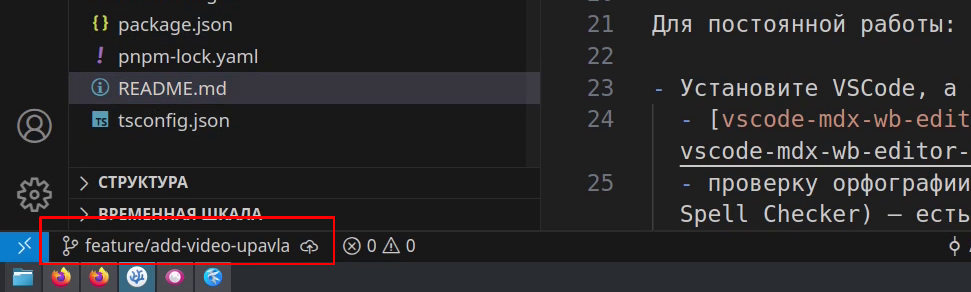 package.json
pnpm-lock.yaml
README.md
TS tsconfig.json
СТРУКТУРА
ВРЕМЕННАЯ ШКАЛА
feature/add-video-upavla
0 0
21 Для постоянной работы:
22
23 - Установите VSCode, а
24 - [vscode-mdx-wb-edit
vscode-mdx-wb-editor-
25 - проверку орфографии
Spell Checker) — есть